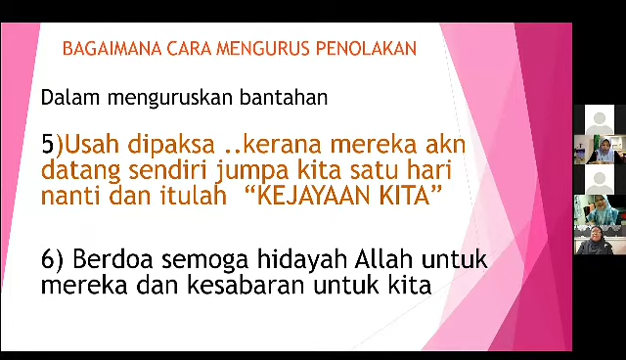 BAGAIMANA CARA MENGURUS PENOLAKAN
Dalam menguruskan bantahan
5)Usah dipaksa ..kerana mereka akn
datang sendiri jumpa kita satu hari
nanti dan itulah “KEJAYAAN KITA”
6) Berdoa semoga hidayah Allah untuk
mereka dan kesabaran untuk kita